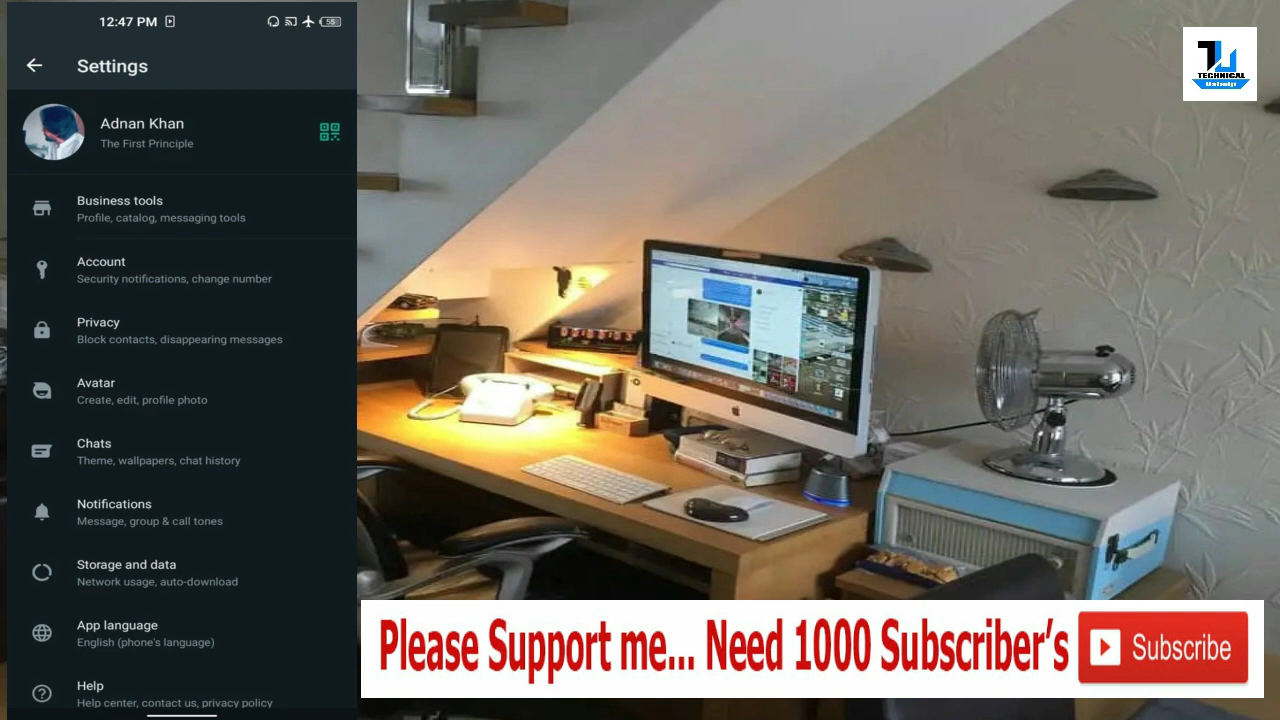 12:47 PM
55
Settings
Adnan Khan
The First Principle
Business tools
Profile, catalog, messaging tools
Account
Security notifications, change number
Privacy
Block contacts, disappearing messages
Avatar
Create, edit, profile photo
Chats
Theme, wallpapers, chat history
Notifications
Message, group & call tones
Storage and data
Network usage, auto-download
App language
English (phone's language)
Help
Help center, contact us, privacy policy
TECHNICAL
Please Support me... Need 1000 Subscriber's
Subscribe